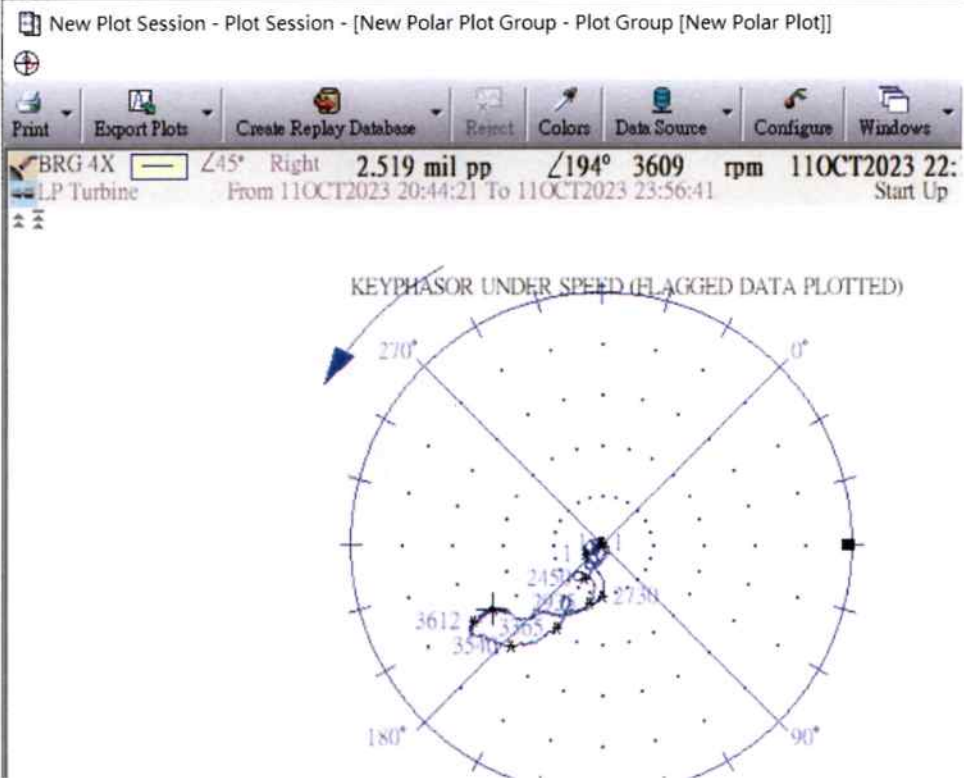 New Plot Session - Plot Session - [New Polar Plot Group - Plot Group [New Polar Plot]]
Print Export Plots Create Replay Database Reject Colors Data Source Configure Windows
BRG 4X ∠45° Right 2.519 mil pp ∠194° 3609 rpm 11OCT2023 22:
LP Turbine From 11OCT2023 20:44:21 To 11OCT2023 23:56:41 Start Up
KEYPHASOR UNDER SPEED (FLAGGED DATA PLOTTED)
270° 0°
1 1
2450
2730
3612 3365
3540
180° 90°